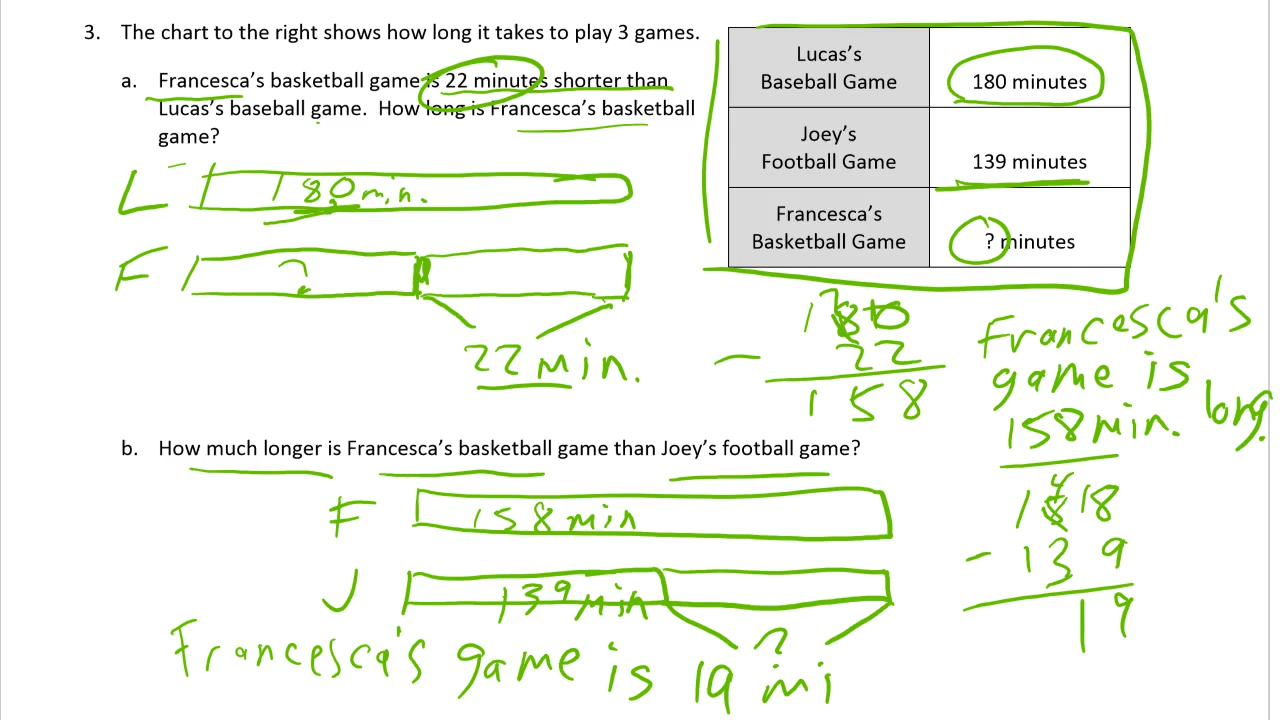 3. The chart to the right shows how long it takes to play 3 games.
a. Francesca's basketball game is 22 minutes shorter than
Lucas's baseball game. How long is Francesca's basketball
game?
Lucas's
Baseball Game
180 minutes
Joey's
Football Game
139 minutes
Francesca's
Basketball Game
? minutes
L 180 min.
F ?
22 min.
180
- 22
158
Francesca's
game is
158 min. long.
b. How much longer is Francesca's basketball game than Joey's football game?
F 158 min
J 139 min
?
18
- 139
19
Francesca's game is 19 mi